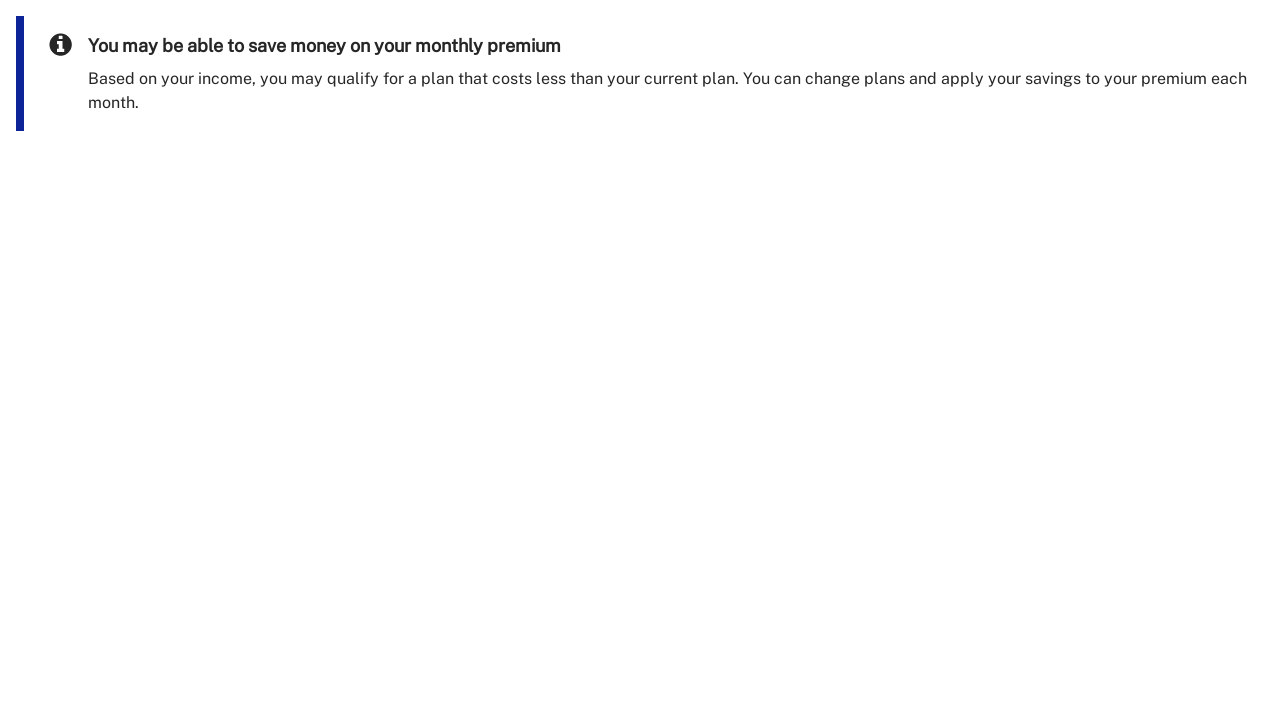 You may be able to save money on your monthly premium
Based on your income, you may qualify for a plan that costs less than your current plan. You can change plans and apply your savings to your premium each
month.